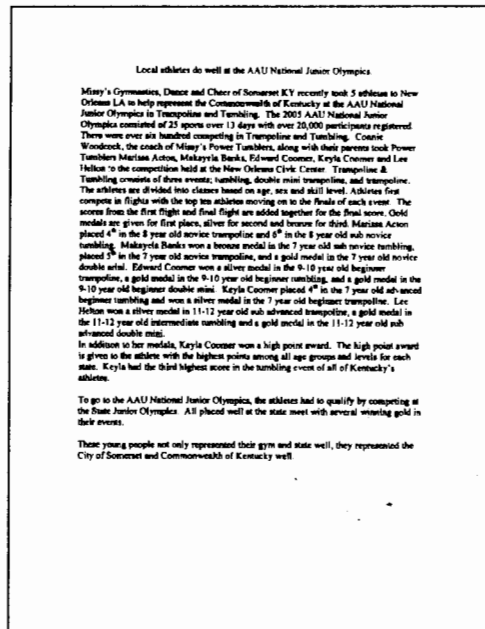 Local athletes do well at the AAU National Junior Olympics
Missy's Gymnastics, Dance and Cheer of Somerset KY recently took 5 athletes to New
Orleans LA to help represent the Commonwealth of Kentucky at the AAU National
Junior Olympics in Trampoline and Tumbling. The 2005 AAU National Junior
Olympics consisted of 25 sports over 13 days with over 20,000 participants registered.
There were over six hundred competing in Trampoline and Tumbling. Connie
Woodcock, the coach of Missy's Power Tumblers, along with their parents took Power
Tumblers Marissa Acton, Makayela Banks, Edward Coomer, Keyla Coomer and Lee
Helton to the competition held at the New Orleans Civic Center. Trampoline &
Tumbling consists of three events; tumbling, double mini trampoline, and trampoline.
The athletes are divided into classes based on age, sex and skill level. Athletes first
compete in flights with the top ten athletes moving on to the finals of each event. The
scores from the first flight and final flight are added together for the final score. Gold
medals are given for first place, silver for second and bronze for third. Marissa Acton
placed 4th in the 8 year old novice trampoline and 6th in the 8 year old sub novice
tumbling. Makayela Banks won a bronze medal in the 7 year old sub novice tumbling,
placed 5th in the 7 year old novice trampoline, and a gold medal in the 7 year old novice
double mini. Edward Coomer won a silver medal in the 9-10 year old beginner
trampoline, a gold medal in the 9-10 year old beginner tumbling, and a gold medal in the
9-10 year old beginner double mini. Keyla Coomer placed 4th in the 7 year old advanced
beginner tumbling and won a silver medal in the 7 year old beginner trampoline. Lee
Helton won a silver medal in 11-12 year old sub advanced trampoline, a gold medal in
the 11-12 year old intermediate tumbling and a gold medal in the 11-12 year old sub
advanced double mini.
In addition to her medals, Keyla Coomer won a high point award. The high point award
is given to the athlete with the highest points among all age groups and levels for each
state. Keyla had the third highest score in the tumbling event of all of Kentucky's
athletes.
To go to the AAU National Junior Olympics, the athletes had to qualify by competing at
the State Junior Olympics. All placed well at the state meet with several winning gold in
their events.
These young people not only represented their gym and state well, they represented the
City of Somerset and Commonwealth of Kentucky well.